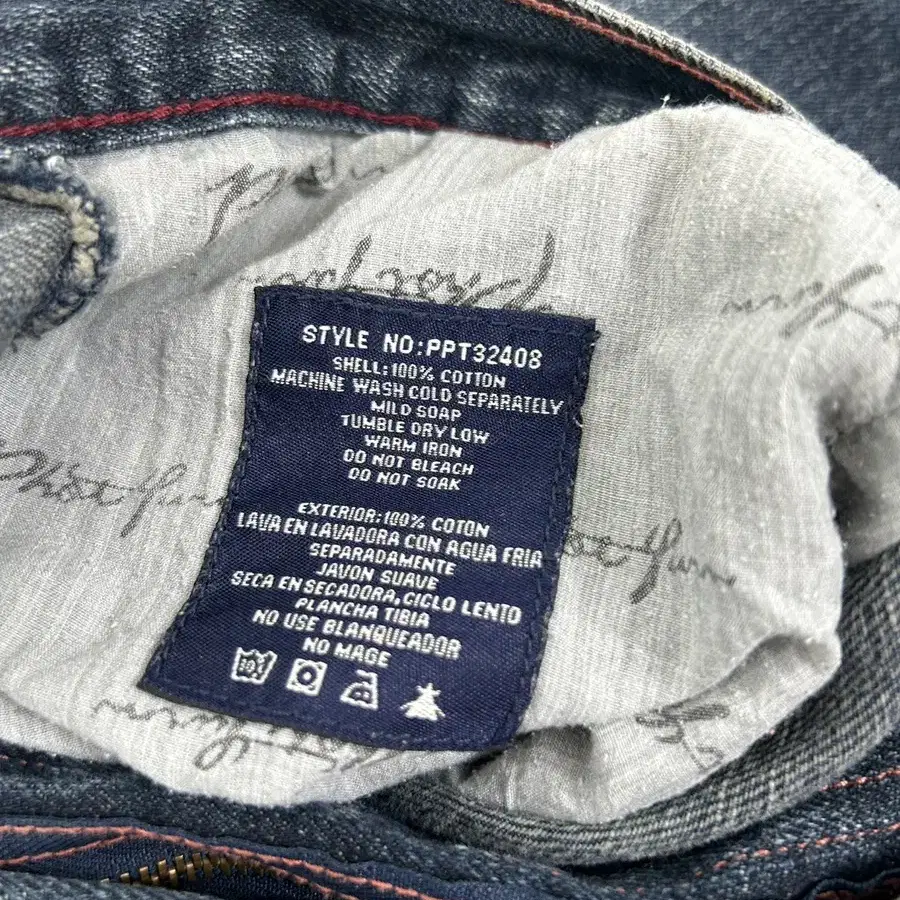 STYLE NO:PPT32408
SHELL:100% COTTON
MACHINE WASH COLD SEPARATELY
MILD SOAP
TUMBLE DRY LOW
WARM IRON
DO NOT BLEACH
DO NOT SOAK
EXTERIOR:100% COTON
LAVA EN LAVADORA CON AGUA FRIA
SEPARADAMENTE
JAVON SUAVE
SECA EN SECADORA,CICLO LENTO
PLANCHA TIBIA
NO USE BLANQUEADOR
NO MAGE